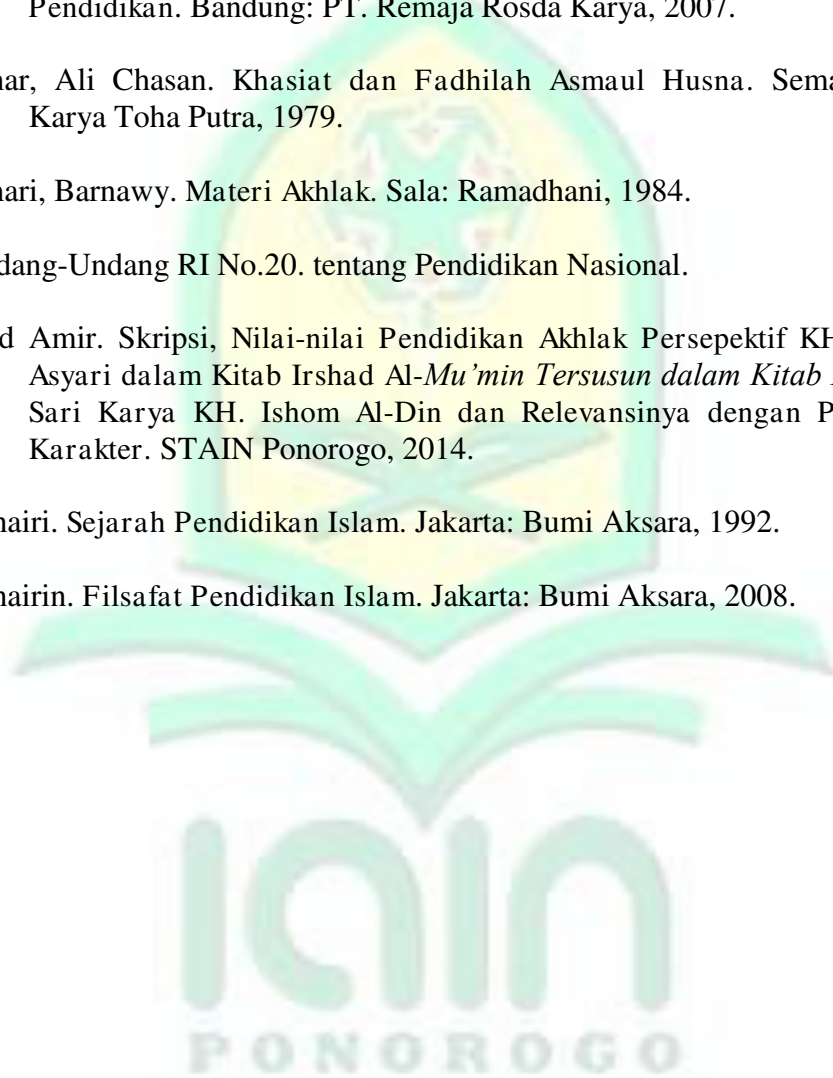 Pendidikan. Bandung: PT. Remaja Rosda Karya, 2007.
nar, Ali Chasan. Khasiat dan Fadhilah Asmaul Husna. Sema
Karya Toha Putra, 1979.
nari, Barnawy. Materi Akhlak. Sala: Ramadhani, 1984.
dang-Undang RI No.20. tentang Pendidikan Nasional.
d Amir. Skripsi, Nilai-nilai Pendidikan Akhlak Persepektif KH
Asyari dalam Kitab Irshad Al-Mu’min Tersusun dalam Kitab
Sari Karya KH. Ishom Al-Din dan Relevansinya dengan P
Karakter. STAIN Ponorogo, 2014.
nairi. Sejarah Pendidikan Islam. Jakarta: Bumi Aksara, 1992.
nairin. Filsafat Pendidikan Islam. Jakarta: Bumi Aksara, 2008.
iain
PONOROGO